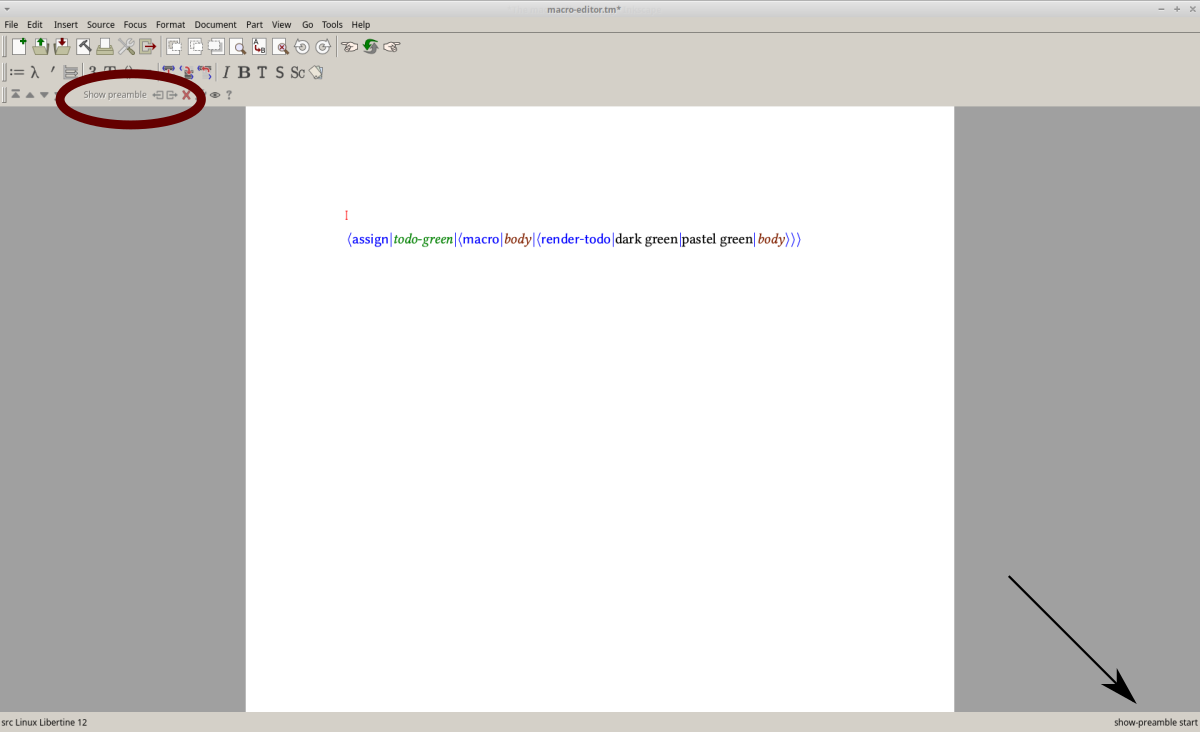 macro-editor.tm*
File Edit Insert Source Focus Format Document Part View Go Tools Help
I B T S Sc
Show preamble ?
⟨assign|todo-green|⟨macro|body|⟨render-todo|dark green|pastel green|body⟩⟩⟩
src Linux Libertine 12 show-preamble start